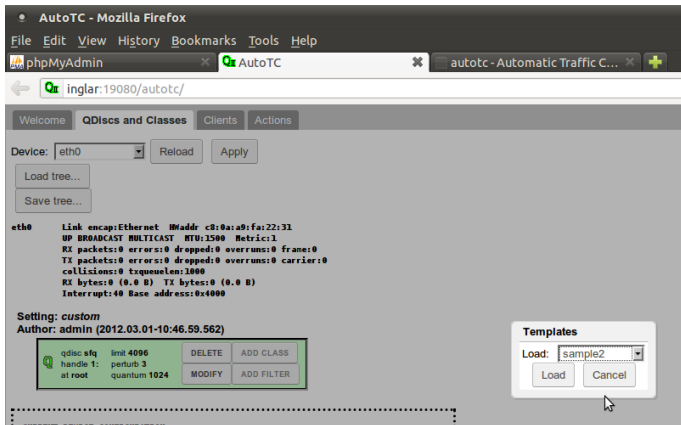 AutoTC - Mozilla Firefox
File Edit View History Bookmarks Tools Help
phpMyAdmin
AutoTC
autotc - Automatic Traffic C...
inglar:19080/autotc/
Welcome QDiscs and Classes Clients Actions
Device: eth0 Reload Apply
Load tree...
Save tree...
eth0 Link encap:Ethernet HWaddr c8:0a:a9:fa:22:31
UP BROADCAST MULTICAST MTU:1500 Metric:1
RX packets:0 errors:0 dropped:0 overruns:0 frame:0
TX packets:0 errors:0 dropped:0 overruns:0 carrier:0
collisions:0 txqueuelen:1000
RX bytes:0 (0.0 B) TX bytes:0 (0.0 B)
Interrupt:40 Base address:0x4000
Setting: custom
Author: admin (2012.03.01-10:46.59.562)
Q
qdisc sfq limit 4096 DELETE ADD CLASS
handle 1: perturb 3
at root quantum 1024 MODIFY ADD FILTER
Templates
Load: sample2
Load Cancel